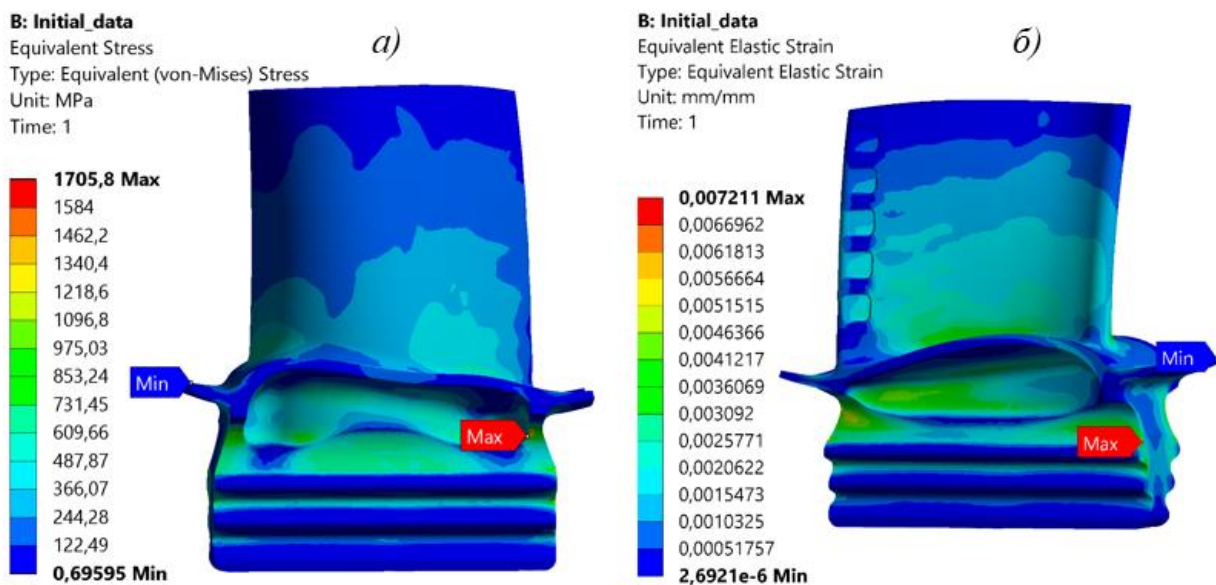 B: Initial_data
Equivalent Stress
Type: Equivalent (von-Mises) Stress
Unit: MPa
Time: 1
а)
1705,8 Max
1584
1462,2
1340,4
1218,6
1096,8
975,03
853,24
731,45
609,66
487,87
366,07
244,28
122,49
0,69595 Min
Min
Max
B: Initial_data
Equivalent Elastic Strain
Type: Equivalent Elastic Strain
Unit: mm/mm
Time: 1
б)
0,007211 Max
0,0066962
0,0061813
0,0056664
0,0051515
0,0046366
0,0041217
0,0036069
0,003092
0,0025771
0,0020622
0,0015473
0,0010325
0,00051757
2,6921e-6 Min
Min
Max